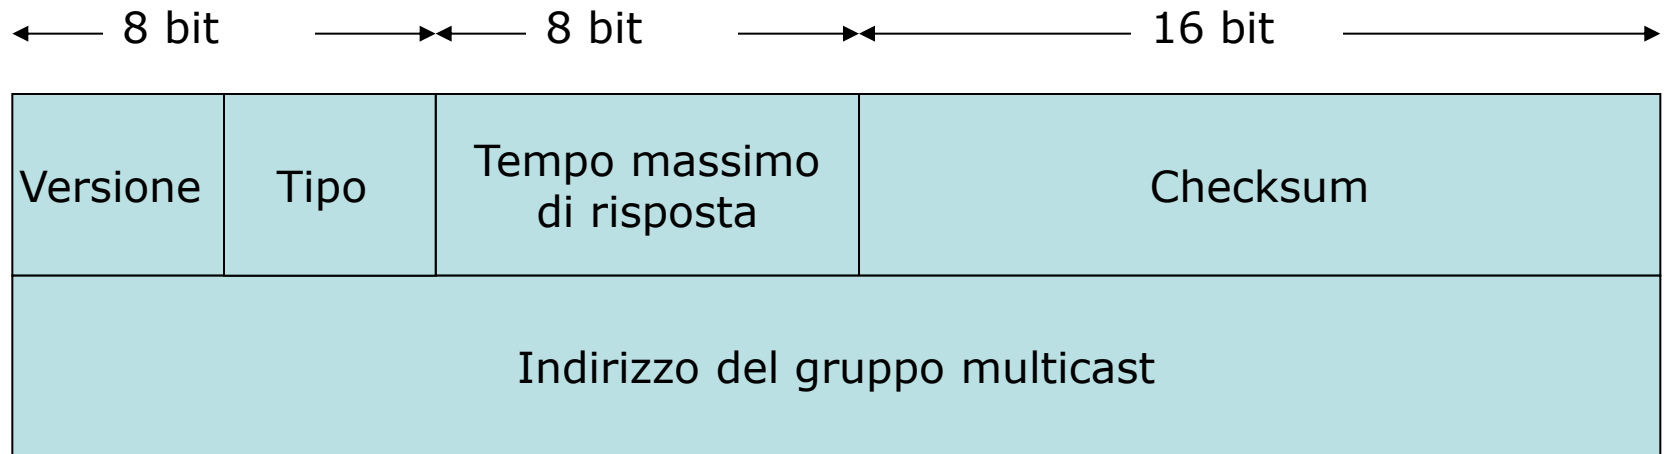 8 bit 8 bit 16 bit
Versione Tipo Tempo massimo di risposta Checksum
Indirizzo del gruppo multicast